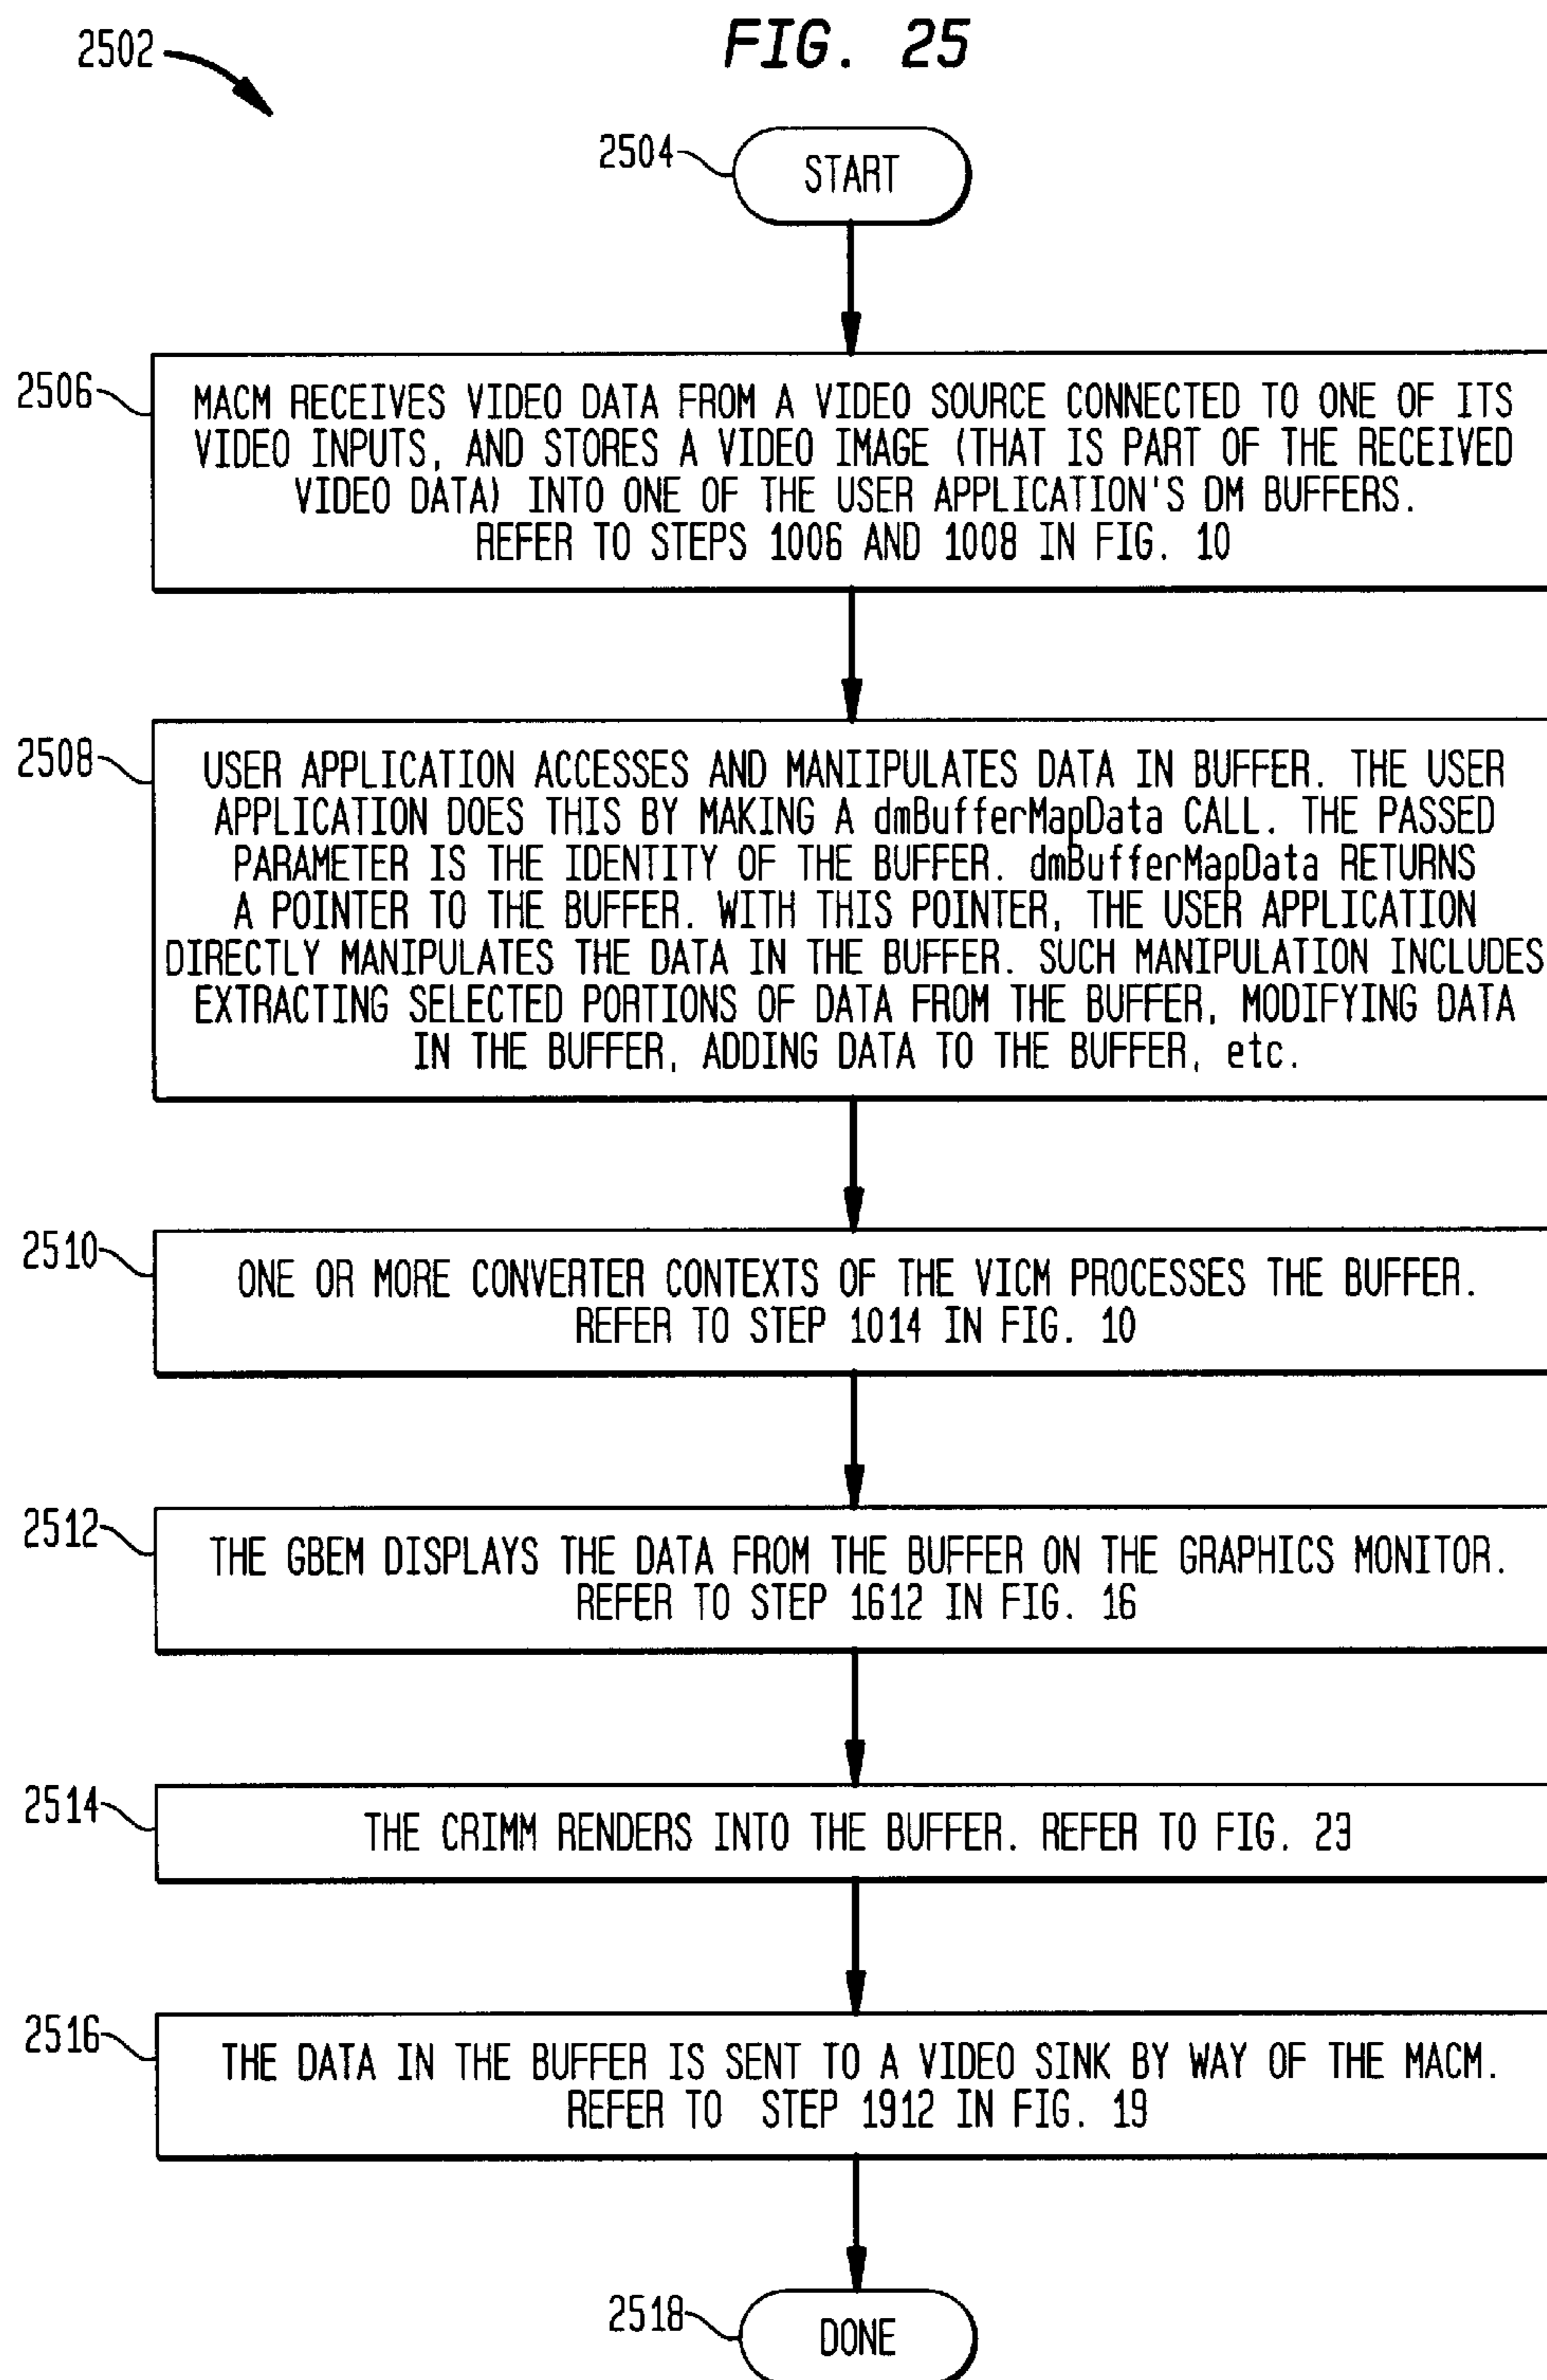 FIG. 25
2502
2504
START
2506
MACM RECEIVES VIDEO DATA FROM A VIDEO SOURCE CONNECTED TO ONE OF ITS
VIDEO INPUTS, AND STORES A VIDEO IMAGE (THAT IS PART OF THE RECEIVED
VIDEO DATA) INTO ONE OF THE USER APPLICATION'S DM BUFFERS.
REFER TO STEPS 1006 AND 1008 IN FIG. 10
2508
USER APPLICATION ACCESSES AND MANIIPULATES DATA IN BUFFER. THE USER
APPLICATION DOES THIS BY MAKING A dmBufferMapData CALL. THE PASSED
PARAMETER IS THE IDENTITY OF THE BUFFER. dmBufferMapData RETURNS
A POINTER TO THE BUFFER. WITH THIS POINTER, THE USER APPLICATION
DIRECTLY MANIPULATES THE DATA IN THE BUFFER. SUCH MANIPULATION INCLUDES
EXTRACTING SELECTED PORTIONS OF DATA FROM THE BUFFER, MODIFYING DATA
IN THE BUFFER, ADDING DATA TO THE BUFFER, etc.
2510
ONE OR MORE CONVERTER CONTEXTS OF THE VICM PROCESSES THE BUFFER.
REFER TO STEP 1014 IN FIG. 10
2512
THE GBEM DISPLAYS THE DATA FROM THE BUFFER ON THE GRAPHICS MONITOR.
REFER TO STEP 1612 IN FIG. 16
2514
THE CRIMM RENDERS INTO THE BUFFER. REFER TO FIG. 23
2516
THE DATA IN THE BUFFER IS SENT TO A VIDEO SINK BY WAY OF THE MACM.
REFER TO STEP 1912 IN FIG. 19
2518
DONE